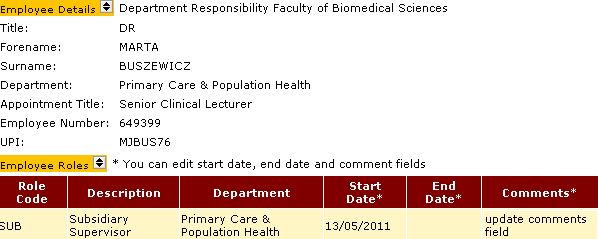 Employee Details Department Responsibility Faculty of Biomedical Sciences
Title: DR
Forename: MARTA
Surname: BUSZEWICZ
Department: Primary Care & Population Health
Appointment Title: Senior Clinical Lecturer
Employee Number: 649399
UPI: MJBUS76
Employee Roles * You can edit start date, end date and comment fields
Role Code Description Department Start Date* End Date* Comments*
SUB Subsidiary Supervisor Primary Care & Population Health 13/05/2011 update comments field